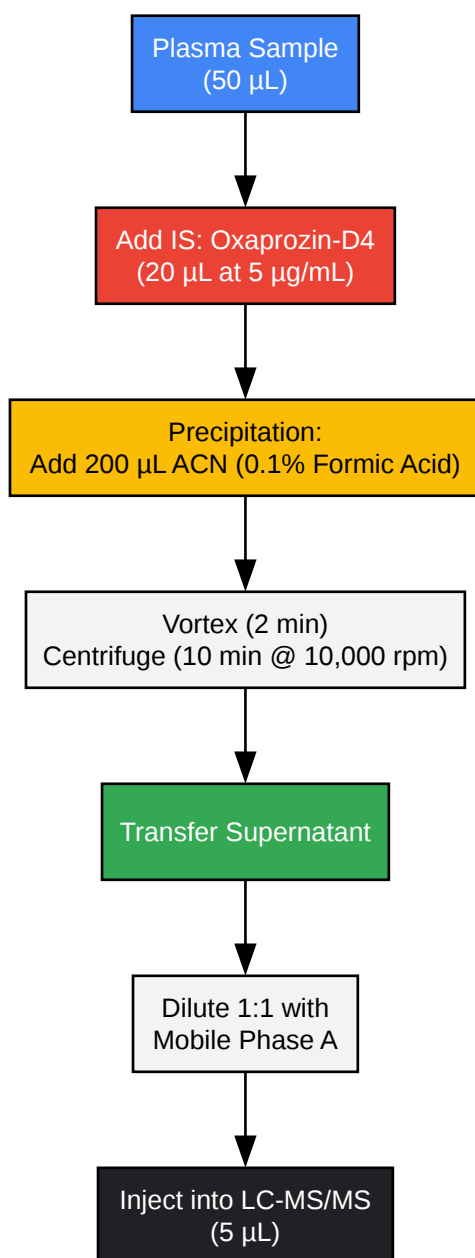 Plasma Sample
(50 µL)
Add IS: Oxaprozin-D4
(20 µL at 5 µg/mL)
Precipitation:
Add 200 µL ACN (0.1% Formic Acid)
Vortex (2 min)
Centrifuge (10 min @ 10,000 rpm)
Transfer Supernatant
Dilute 1:1 with
Mobile Phase A
Inject into LC-MS/MS
(5 µL)